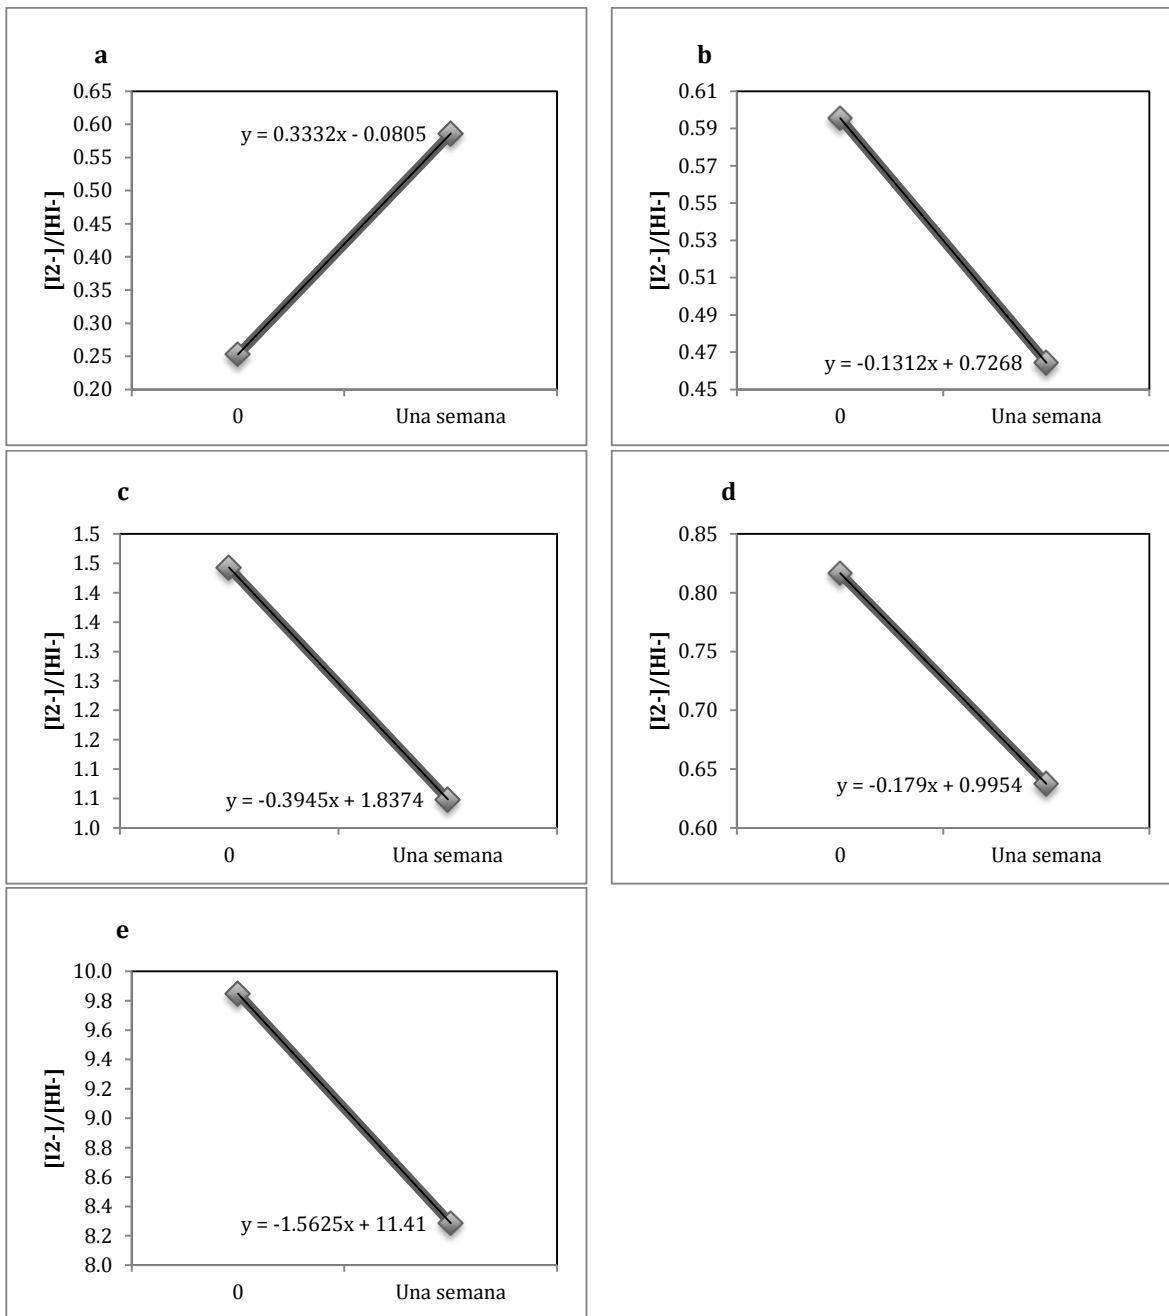 a
0.65
0.60
0.55
0.50
0.45
0.40
0.35
0.30
0.25
0.20
[I2-]/[HI-]
y = 0.3332x - 0.0805
0 Una semana
b
0.61
0.59
0.57
0.55
0.53
0.51
0.49
0.47
0.45
[I2-]/[HI-]
y = -0.1312x + 0.7268
0 Una semana
c
1.5
1.5
1.4
1.4
1.3
1.3
1.2
1.2
1.1
1.1
1.0
[I2-]/[HI-]
y = -0.3945x + 1.8374
0 Una semana
d
0.85
0.80
0.75
0.70
0.65
0.60
[I2-]/[HI-]
y = -0.179x + 0.9954
0 Una semana
e
10.0
9.8
9.6
9.4
9.2
9.0
8.8
8.6
8.4
8.2
8.0
[I2-]/[HI-]
y = -1.5625x + 11.41
0 Una semana